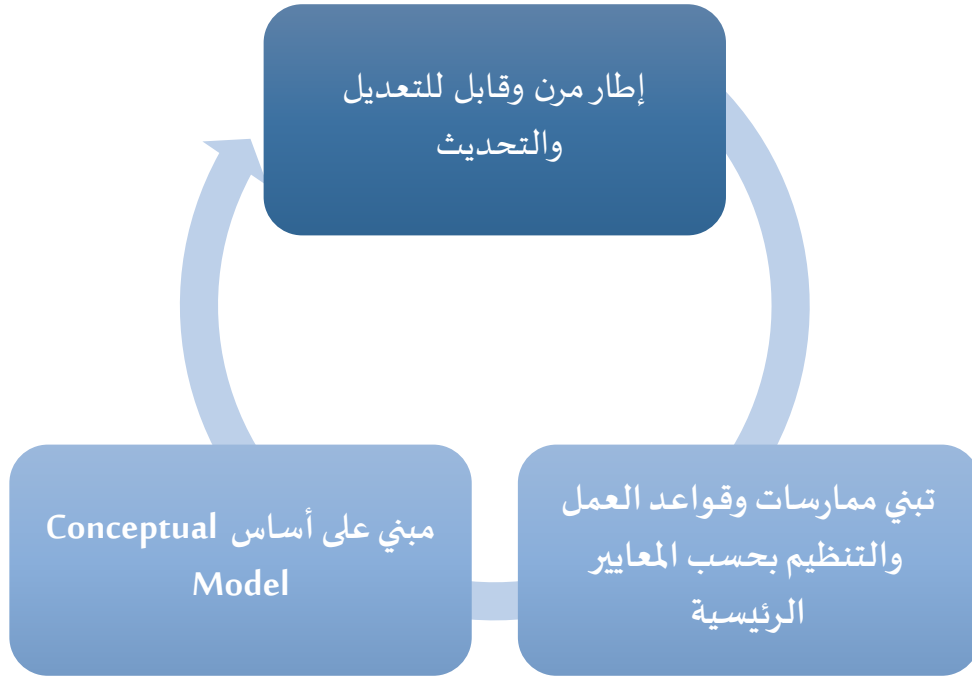 إطار مرن وقابل للتعديل
والتحديث
تبني ممارسات وقواعد العمل
والتنظيم بحسب المعايير
الرئيسية
مبني على أساس Conceptual
Model